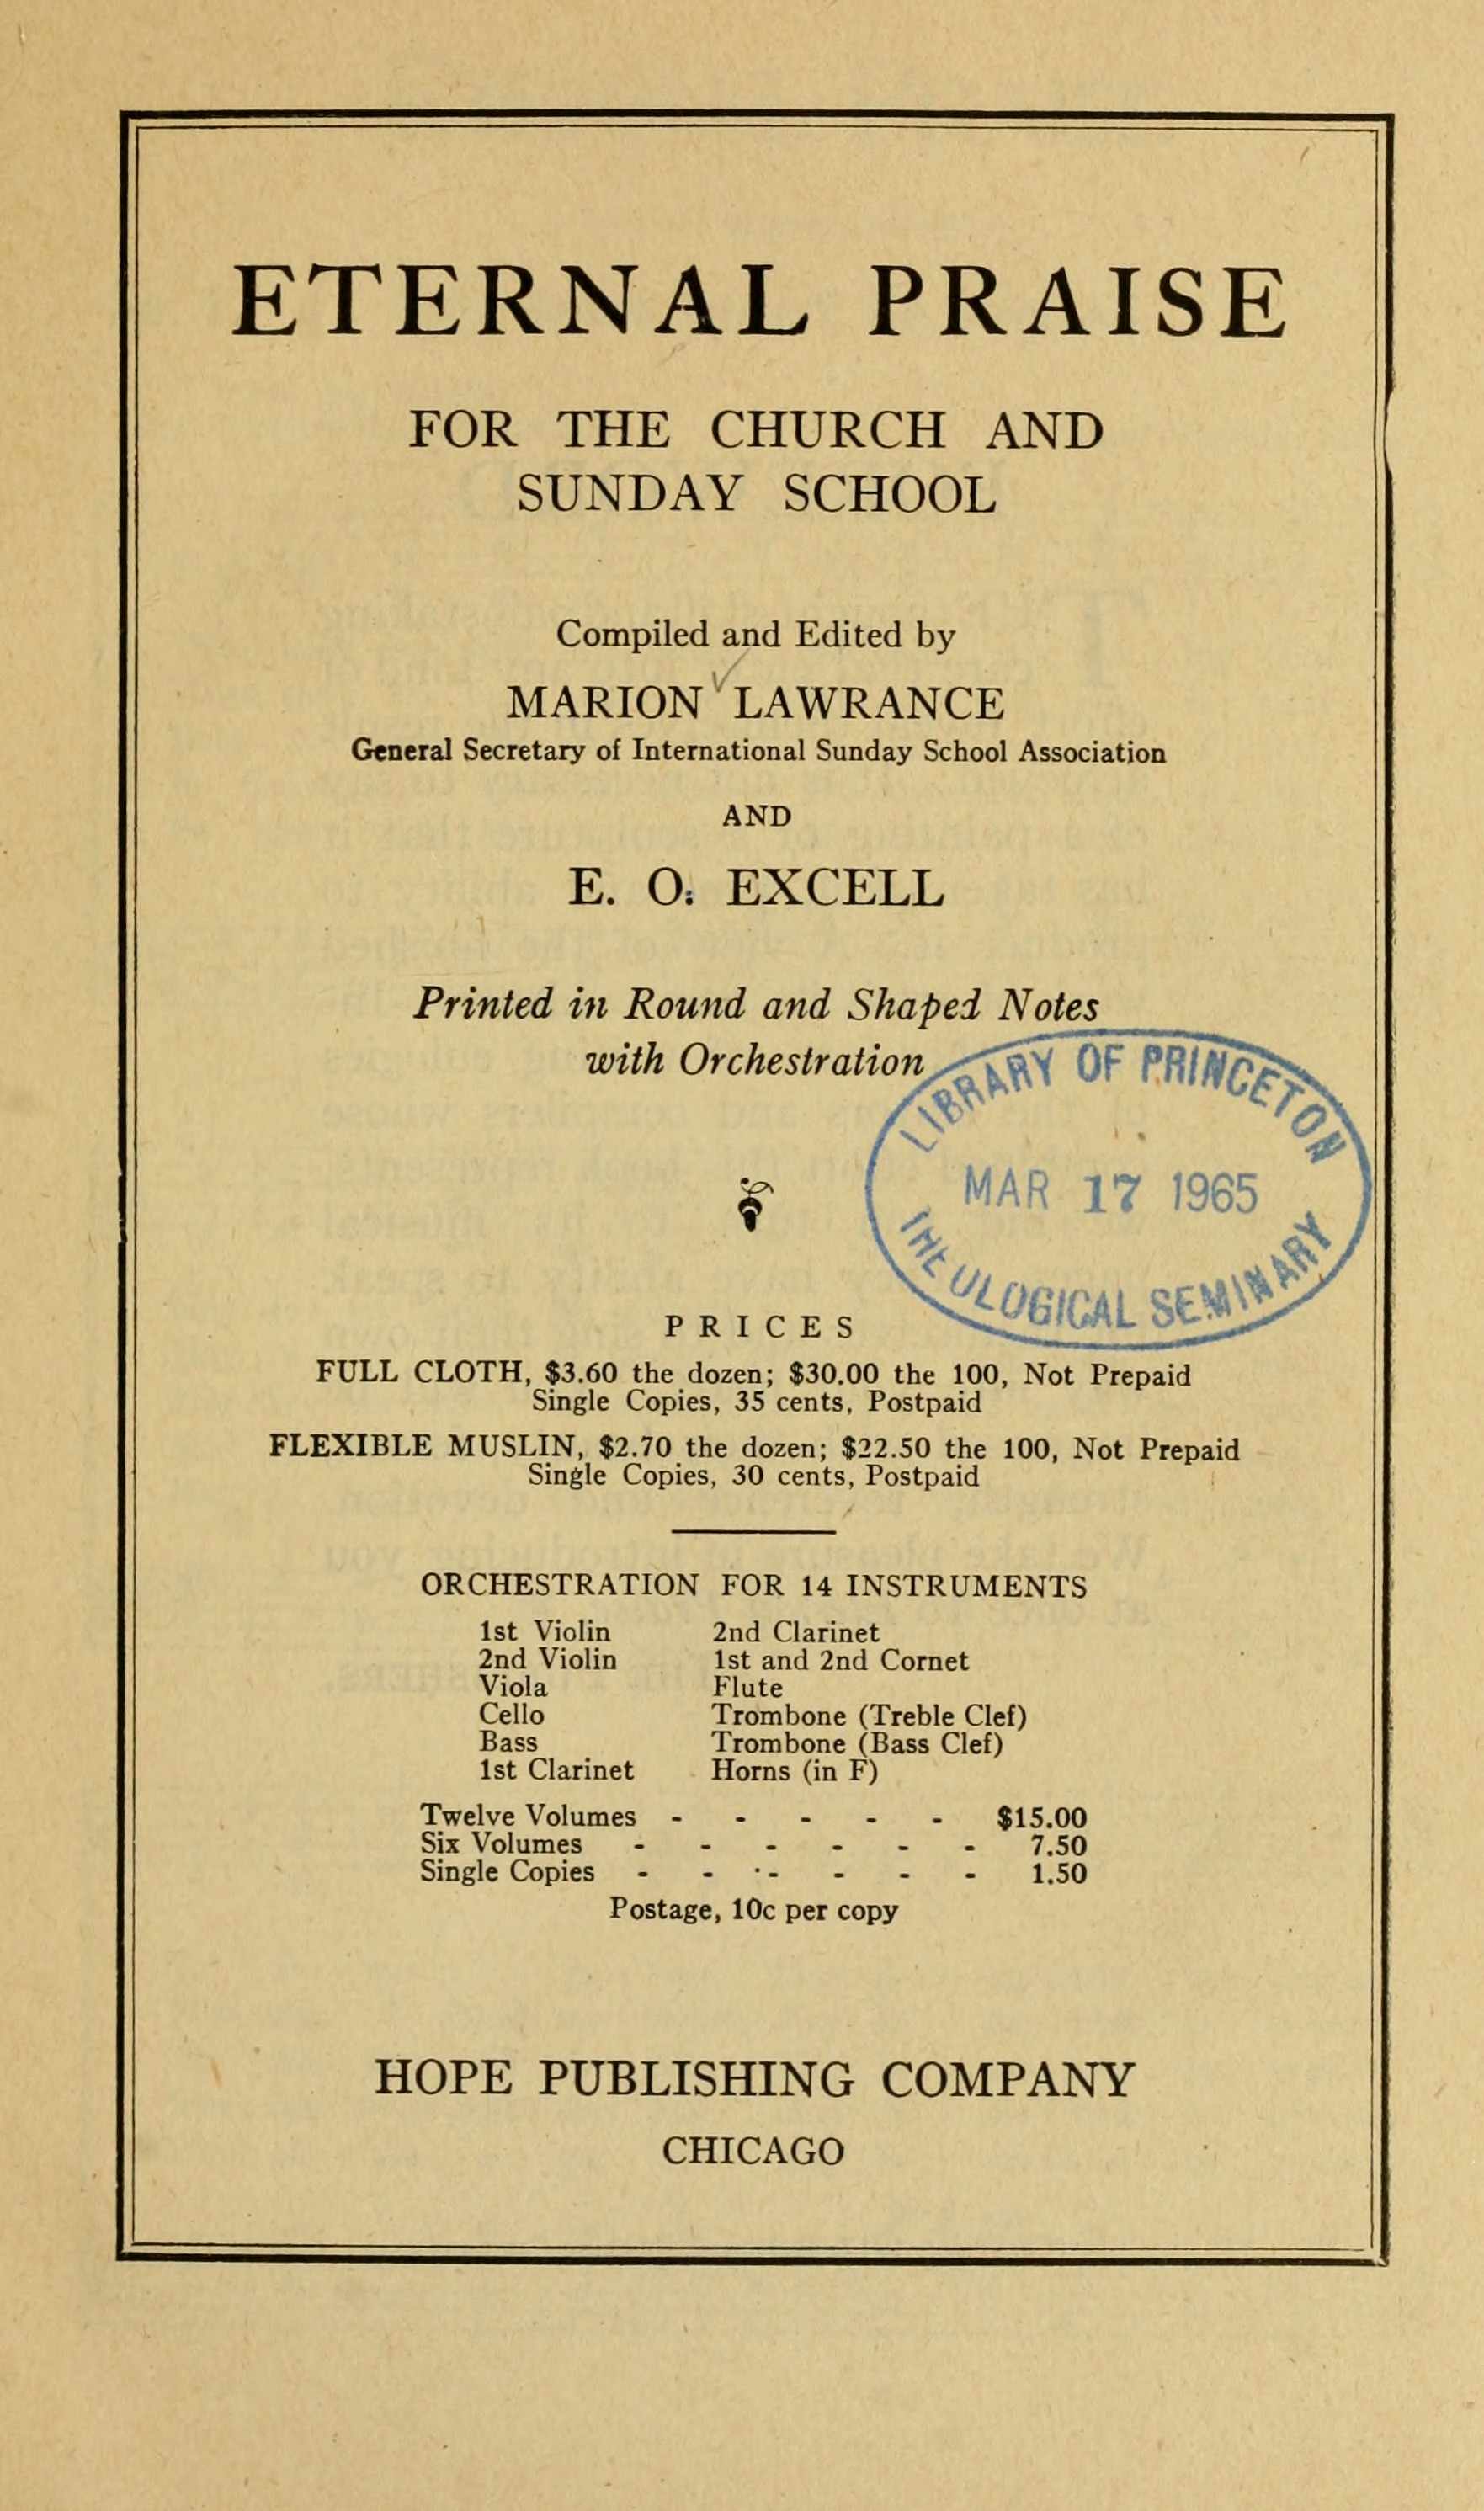 ETERNAL PRAISE
FOR THE CHURCH AND
SUNDAY SCHOOL
Compiled and Edited by
MARION LAWRANCE
General Secretary of International Sunday School Association
AND
E. O. EXCELL
Printed in Round and Shaped Notes
with Orchestration
LIBRARY OF PRINCETON
MAR 17 1965
THEOLOGICAL SEMINARY
PRICES
FULL CLOTH, $3.60 the dozen; $30.00 the 100, Not Prepaid
Single Copies, 35 cents, Postpaid
FLEXIBLE MUSLIN, $2.70 the dozen; $22.50 the 100, Not Prepaid
Single Copies, 30 cents, Postpaid
ORCHESTRATION FOR 14 INSTRUMENTS
1st Violin 2nd Clarinet
2nd Violin 1st and 2nd Cornet
Viola Flute
Cello Trombone (Treble Clef)
Bass Trombone (Bass Clef)
1st Clarinet Horns (in F)
Twelve Volumes - - - - - $15.00
Six Volumes - - - - - - 7.50
Single Copies - - - - - - 1.50
Postage, 10c per copy
HOPE PUBLISHING COMPANY
CHICAGO